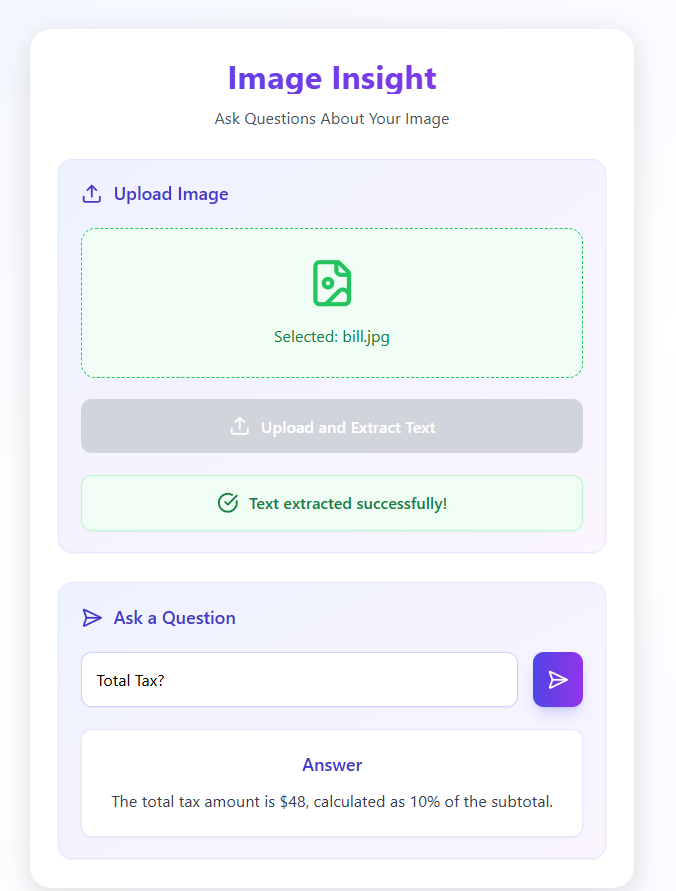 Image Insight
Ask Questions About Your Image
Upload Image
Selected: bill.jpg
Upload and Extract Text
Text extracted successfully!
Ask a Question
Total Tax?
Answer
The total tax amount is $48, calculated as 10% of the subtotal.